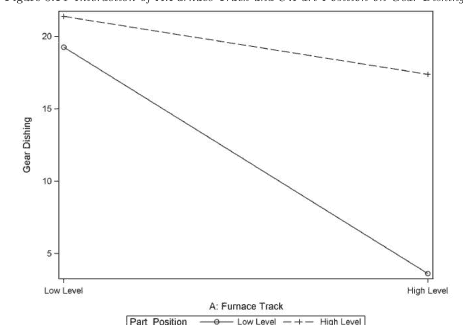 20
15
10
5
Gear Dishing
Low Level
High Level
A: Furnace Track
Part Position Low Level High Level